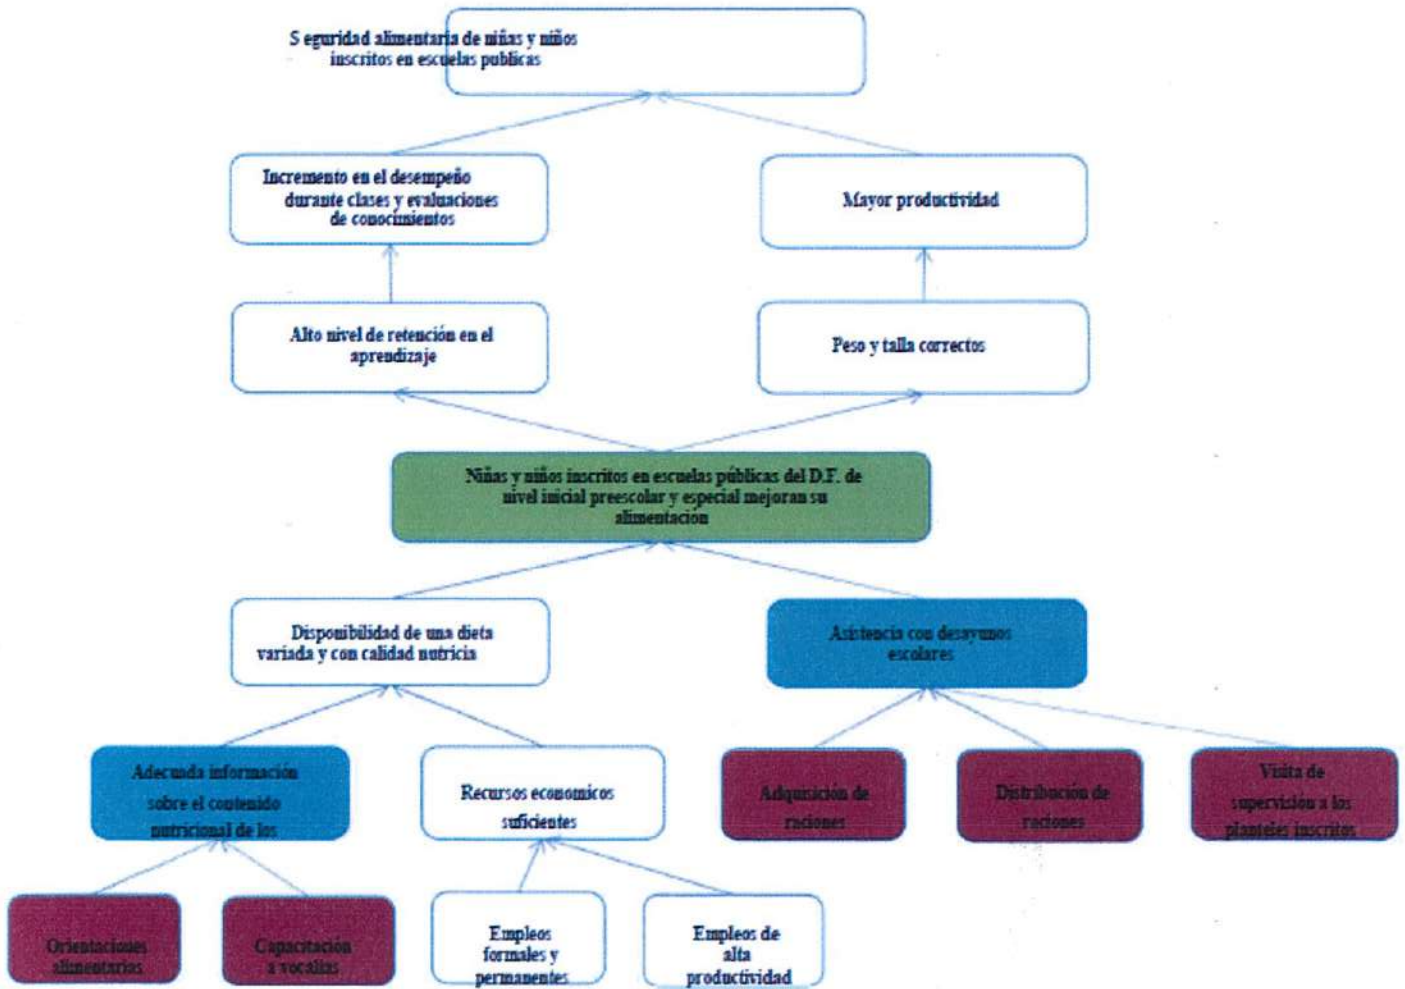 S eguridad alimentaria de niñas y niños
inscritos en escuelas publicas
Incremento en el desempeño
durante clases y evaluaciones
de conocimientos
Mayor productividad
Alto nivel de retención en el
aprendizaje
Peso y talla correctos
Niñas y niños inscritos en escuelas públicas del D.F. de
nivel inicial preescolar y especial mejoran su
alimentación
Disponibilidad de una dieta
variada y con calidad nutricia
Asistencia con desayunos
escolares
Adecuada información
sobre el contenido
nutricional de los
Recursos economicos
suficientes
Adquisición de
raciones
Distribución de
raciones
Visita de
supervisión a los
planteles inscritos
Orientaciones
alimentarias
Capacitación
a vocalías
Empleos
formales y
permanentes
Empleos de
alta
productividad